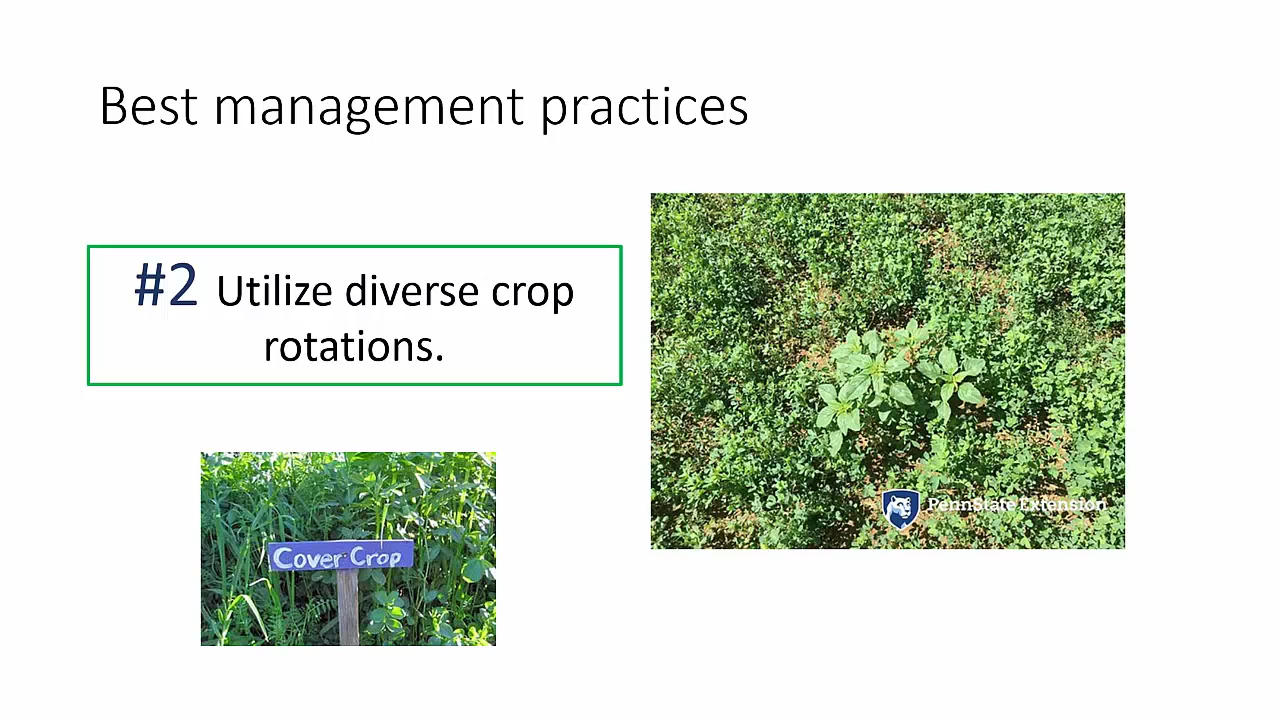 Best management practices
#2 Utilize diverse crop
rotations.
Cover Crop
PennState Extension